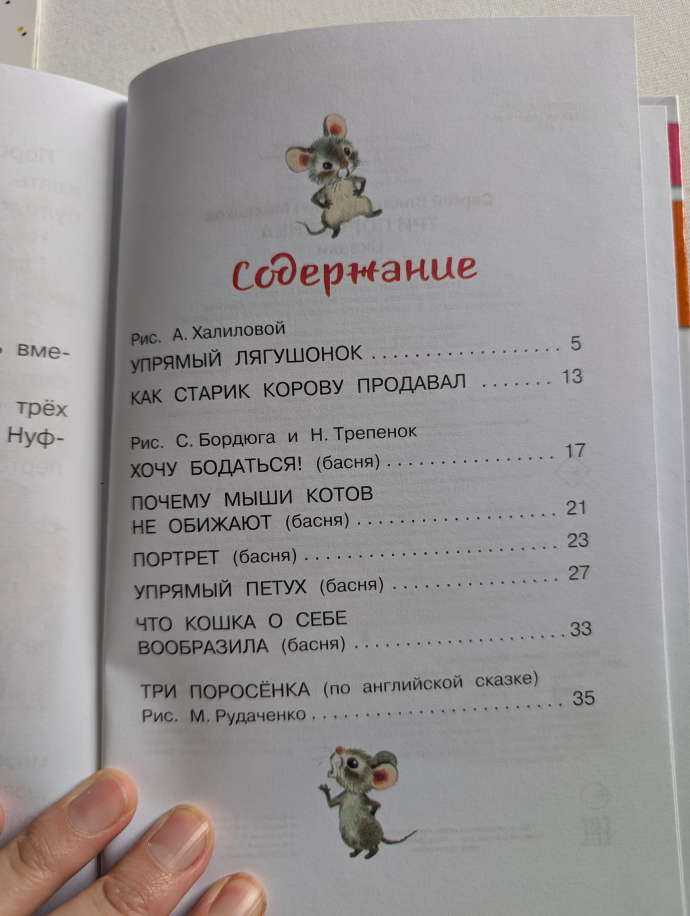 ь вме-
трёх
Нуф-
Содержание
Рис. А. Халиловой
УПРЯМЫЙ ЛЯГУШОНОК .................. 5
КАК СТАРИК КОРОВУ ПРОДАВАЛ ....... 13
Рис. С. Бордюга и Н. Трепенок
ХОЧУ БОДАТЬСЯ! (басня) ................ 17
ПОЧЕМУ МЫШИ КОТОВ
НЕ ОБИЖАЮТ (басня) ................... 21
ПОРТРЕТ (басня) ........................ 23
УПРЯМЫЙ ПЕТУХ (басня) ................ 27
ЧТО КОШКА О СЕБЕ
ВООБРАЗИЛА (басня) .................... 33
ТРИ ПОРОСЁНКА (по английской сказке)
Рис. М. Рудаченко ........................ 35